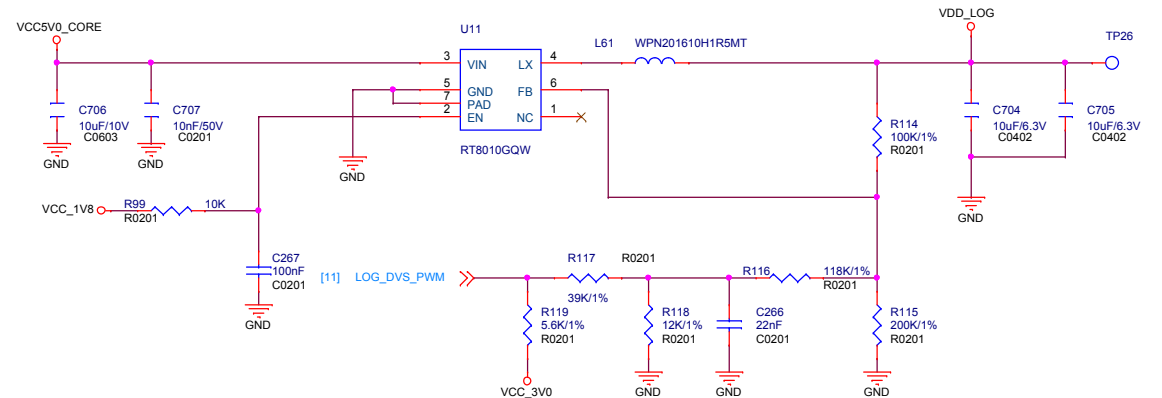 VCC5V0_CORE
VDD_LOG
U11
L61 WPN201610H1R5MT
TP26
3 VIN LX 4
5 GND FB 6
7 PAD
2 EN NC 1
RT8010GQW
C706
10uF/10V
C0603
GND
C707
10nF/50V
C0201
GND
GND
R114
100K/1%
R0201
C704
10uF/6.3V
C0402
C705
10uF/6.3V
C0402
GND
VCC_1V8
R99 10K
R0201
C267
100nF
C0201
GND
[11] LOG_DVS_PWM
R117 R0201
39K/1%
R116 118K/1%
R0201
R119
5.6K/1%
R0201
VCC_3V0
R118
12K/1%
R0201
GND
C266
22nF
C0201
GND
R115
200K/1%
R0201
GND